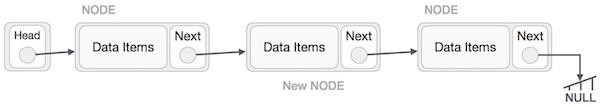 NODE
NODE
Head
Data Items
Next
Data Items
Next
Data Items
Next
New NODE
NULL